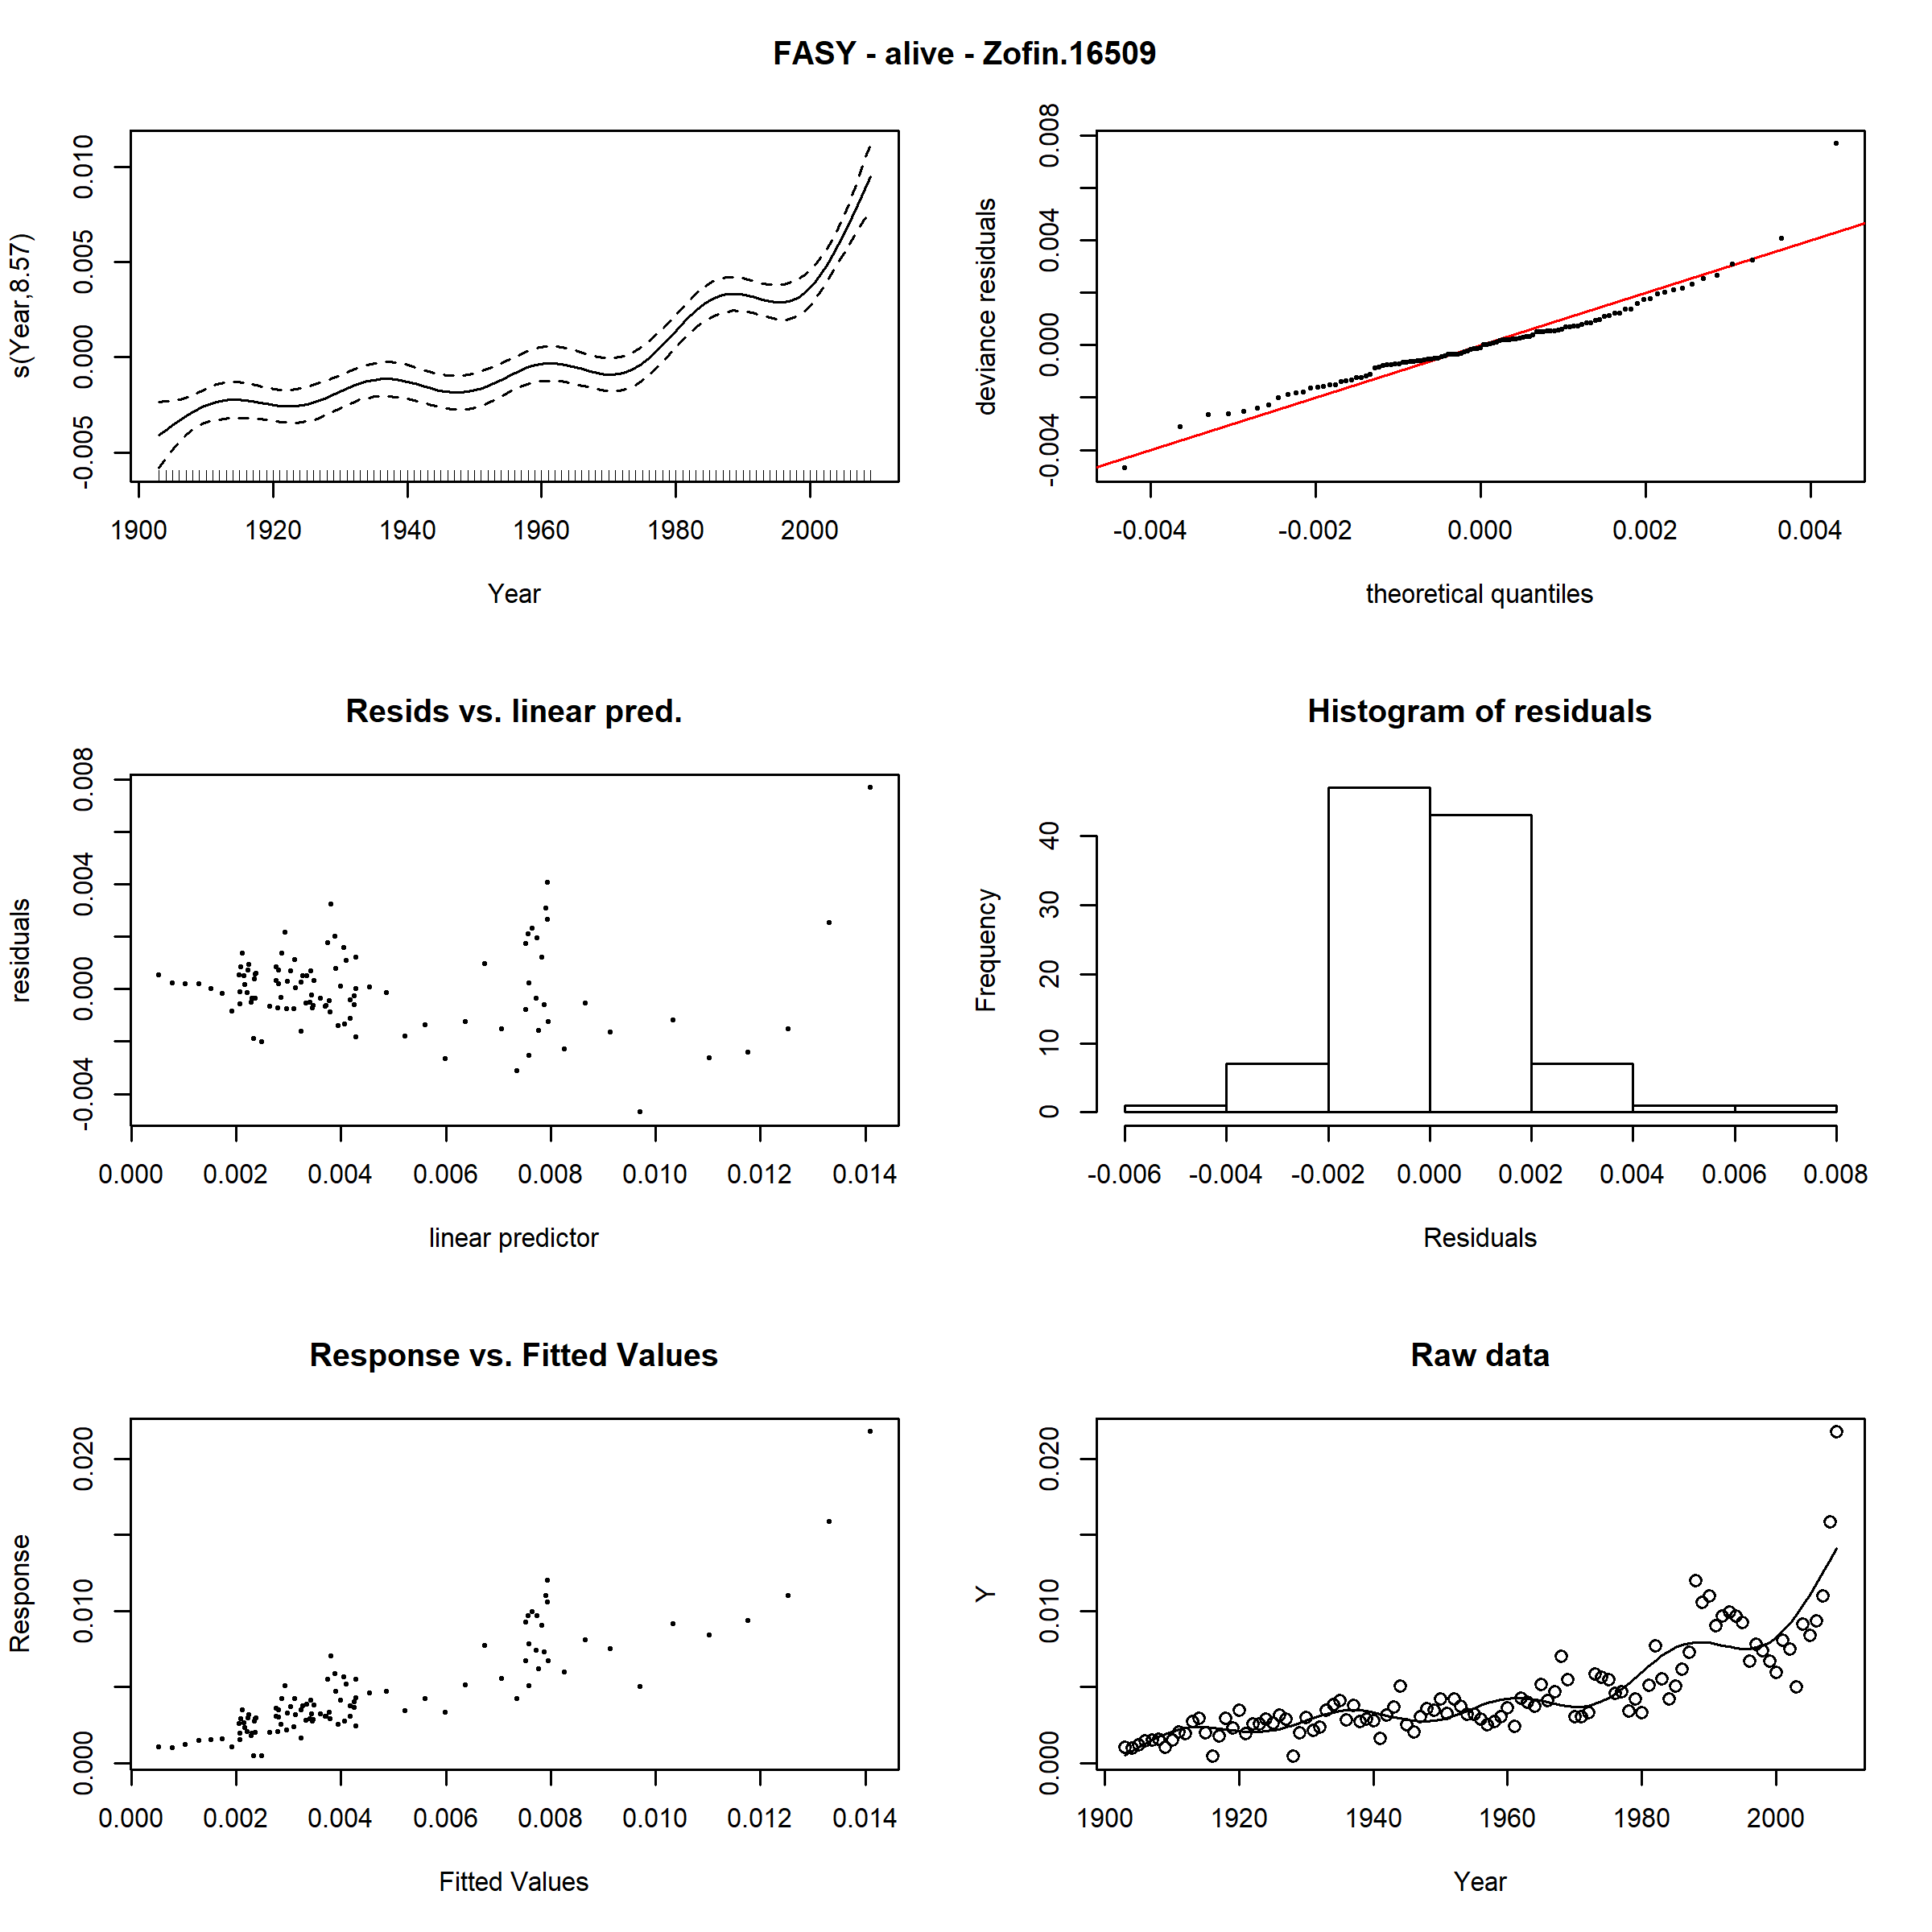 FASY - alive - Zofin.16509
s(Year,8.57)
-0.005 0.000 0.005 0.010
1900 1920 1940 1960 1980 2000
Year
deviance residuals
-0.004 0.000 0.004 0.008
-0.004 -0.002 0.000 0.002 0.004
theoretical quantiles
Resids vs. linear pred.
residuals
-0.004 0.000 0.004 0.008
0.000 0.002 0.004 0.006 0.008 0.010 0.012 0.014
linear predictor
Histogram of residuals
Frequency
0 10 20 30 40
-0.006 -0.004 -0.002 0.000 0.002 0.004 0.006 0.008
Residuals
Response vs. Fitted Values
Response
0.000 0.010 0.020
0.000 0.002 0.004 0.006 0.008 0.010 0.012 0.014
Fitted Values
Raw data
Y
0.000 0.010 0.020
1900 1920 1940 1960 1980 2000
Year